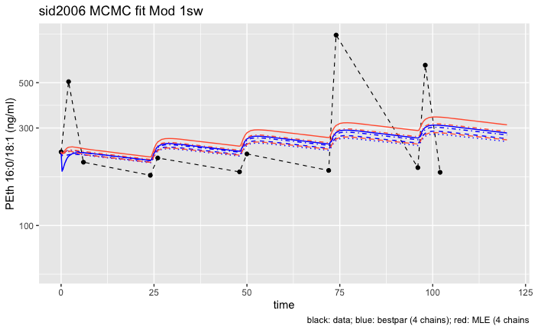 sid2006 MCMC fit Mod 1sw
PEth 16:0/18:1 (ng/ml)
500
300
100
0
25
50
75
100
125
time
black: data; blue: bestpar (4 chains); red: MLE (4 chains